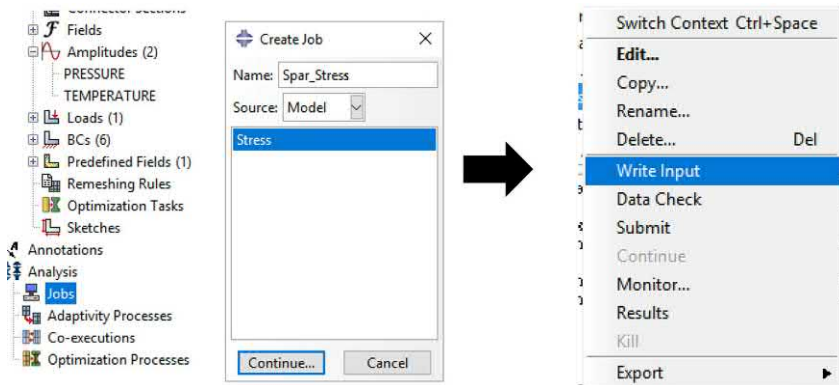 Fields
Amplitudes (2)
PRESSURE
TEMPERATURE
Loads (1)
BCs (6)
Predefined Fields (1)
Remeshing Rules
Optimization Tasks
Sketches
Annotations
Analysis
Jobs
Adaptivity Processes
Co-executions
Optimization Processes
Create Job
Name: Spar_Stress
Source: Model
Stress
Continue... Cancel
Switch Context Ctrl+Space
Edit...
Copy...
Rename...
Delete... Del
Write Input
Data Check
Submit
Continue
Monitor...
Results
Kill
Export